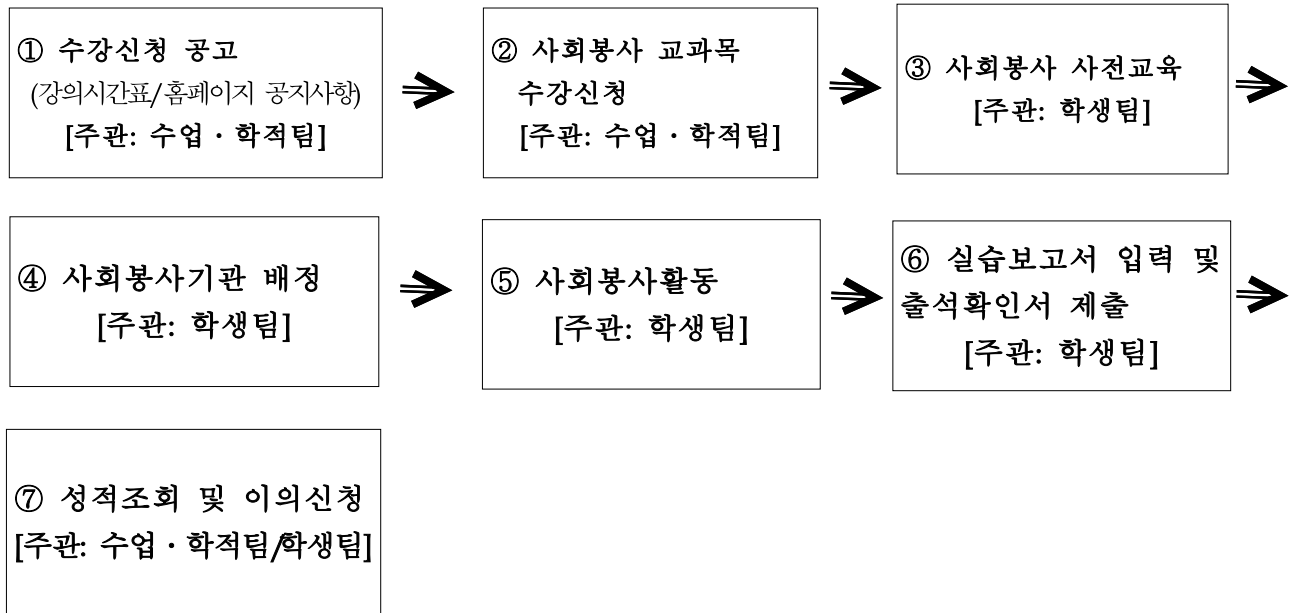 ① 수강신청 공고
(강의시간표/홈페이지 공지사항)
[주관: 수업·학적팀]
② 사회봉사 교과목
수강신청
[주관: 수업·학적팀]
③ 사회봉사 사전교육
[주관: 학생팀]
④ 사회봉사기관 배정
[주관: 학생팀]
⑤ 사회봉사활동
[주관: 학생팀]
⑥ 실습보고서 입력 및
출석확인서 제출
[주관: 학생팀]
⑦ 성적조회 및 이의신청
[주관: 수업·학적팀/학생팀]